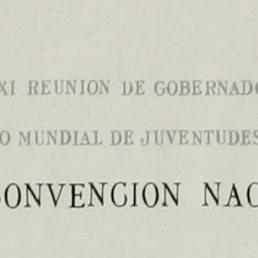 XI REUNION DE GOBERNADO
O MUNDIAL DE JUVENTUDES
CONVENCION NAC